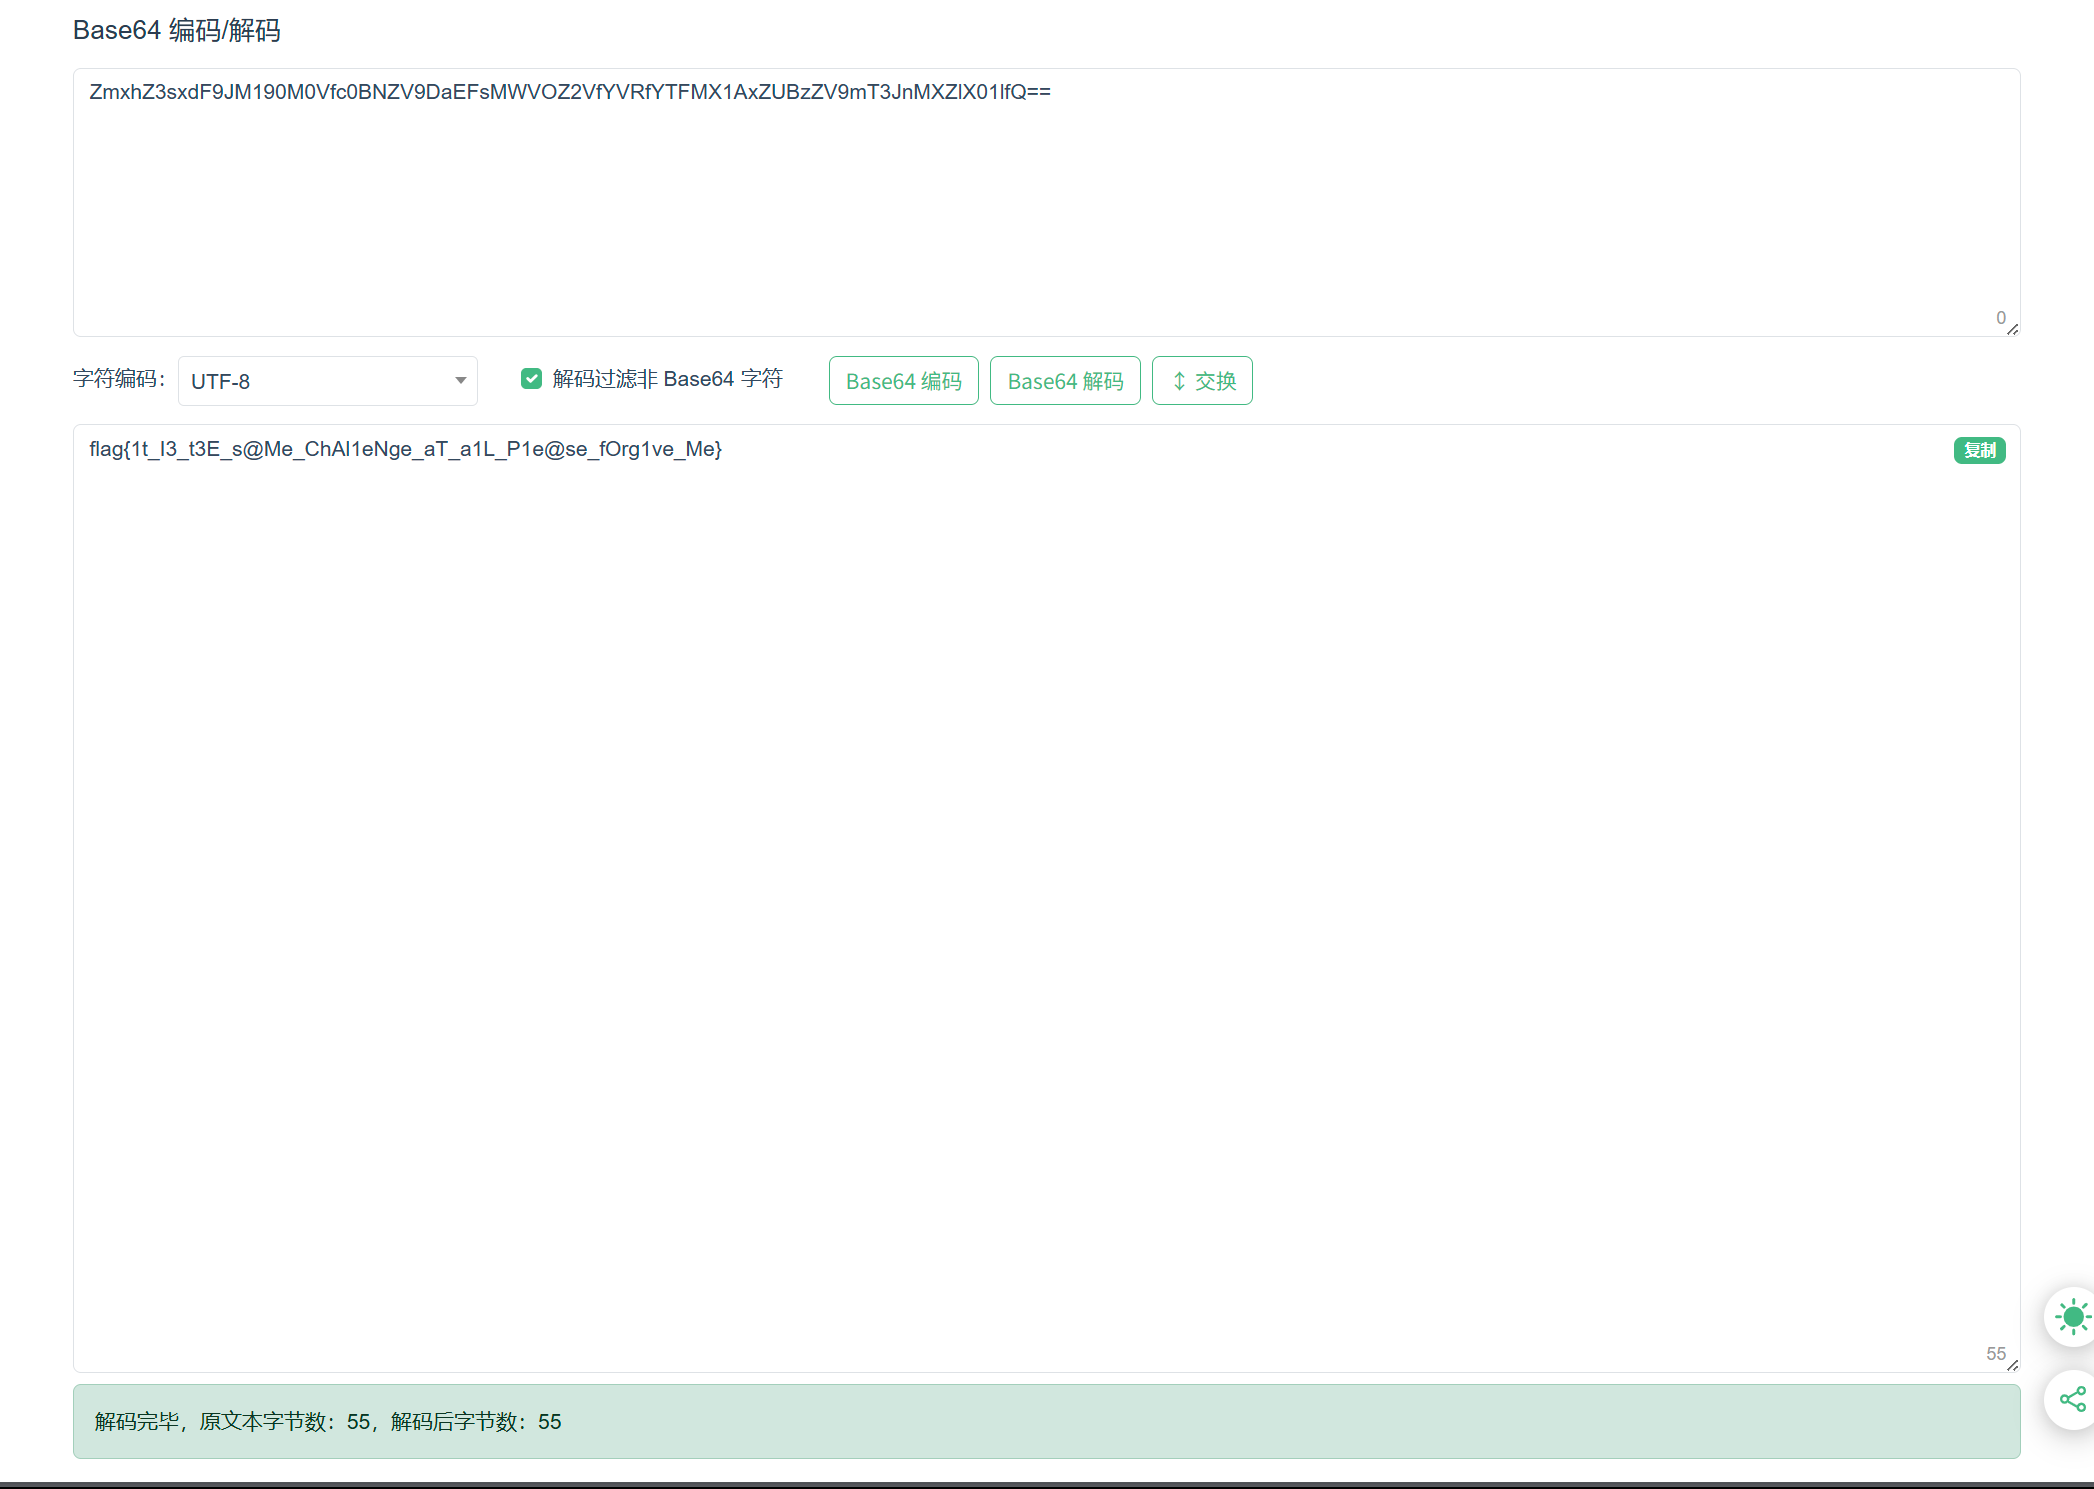 Base64 编码/解码
ZmxhZ3sxdF9JM190M0Vfc0BNZV9DaEFsMWVOZ2VfYVRfYTFMX1AxZUBzZV9mT3JnMXZlX01lfQ==
0
字符编码: UTF-8 解码过滤非 Base64 字符 Base64 编码 Base64 解码 交换
flag{1t_I3_t3E_s@Me_ChAl1eNge_aT_a1L_P1e@se_fOrg1ve_Me}
复制
55
解码完毕，原文本字节数：55，解码后字节数：55